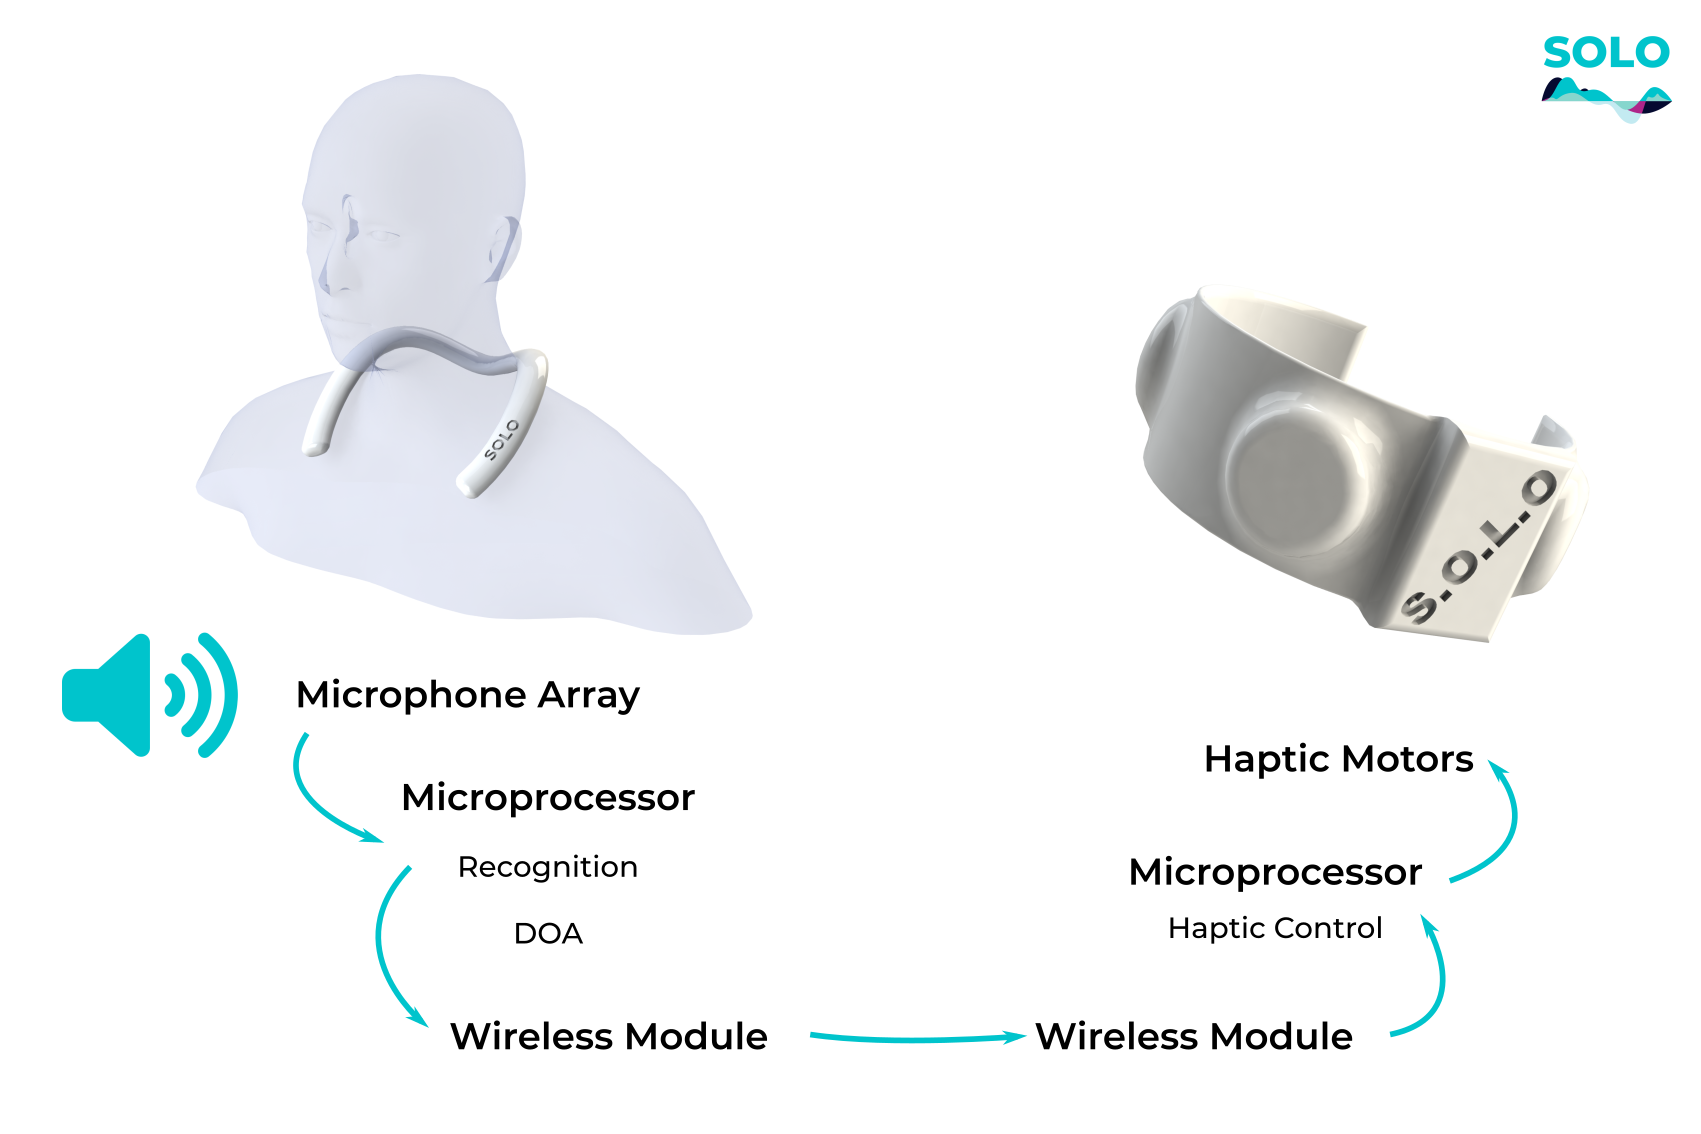 SOLO
SOLO
S.O.L.O
Microphone Array
Microprocessor
Recognition
DOA
Wireless Module
Wireless Module
Microprocessor
Haptic Control
Haptic Motors